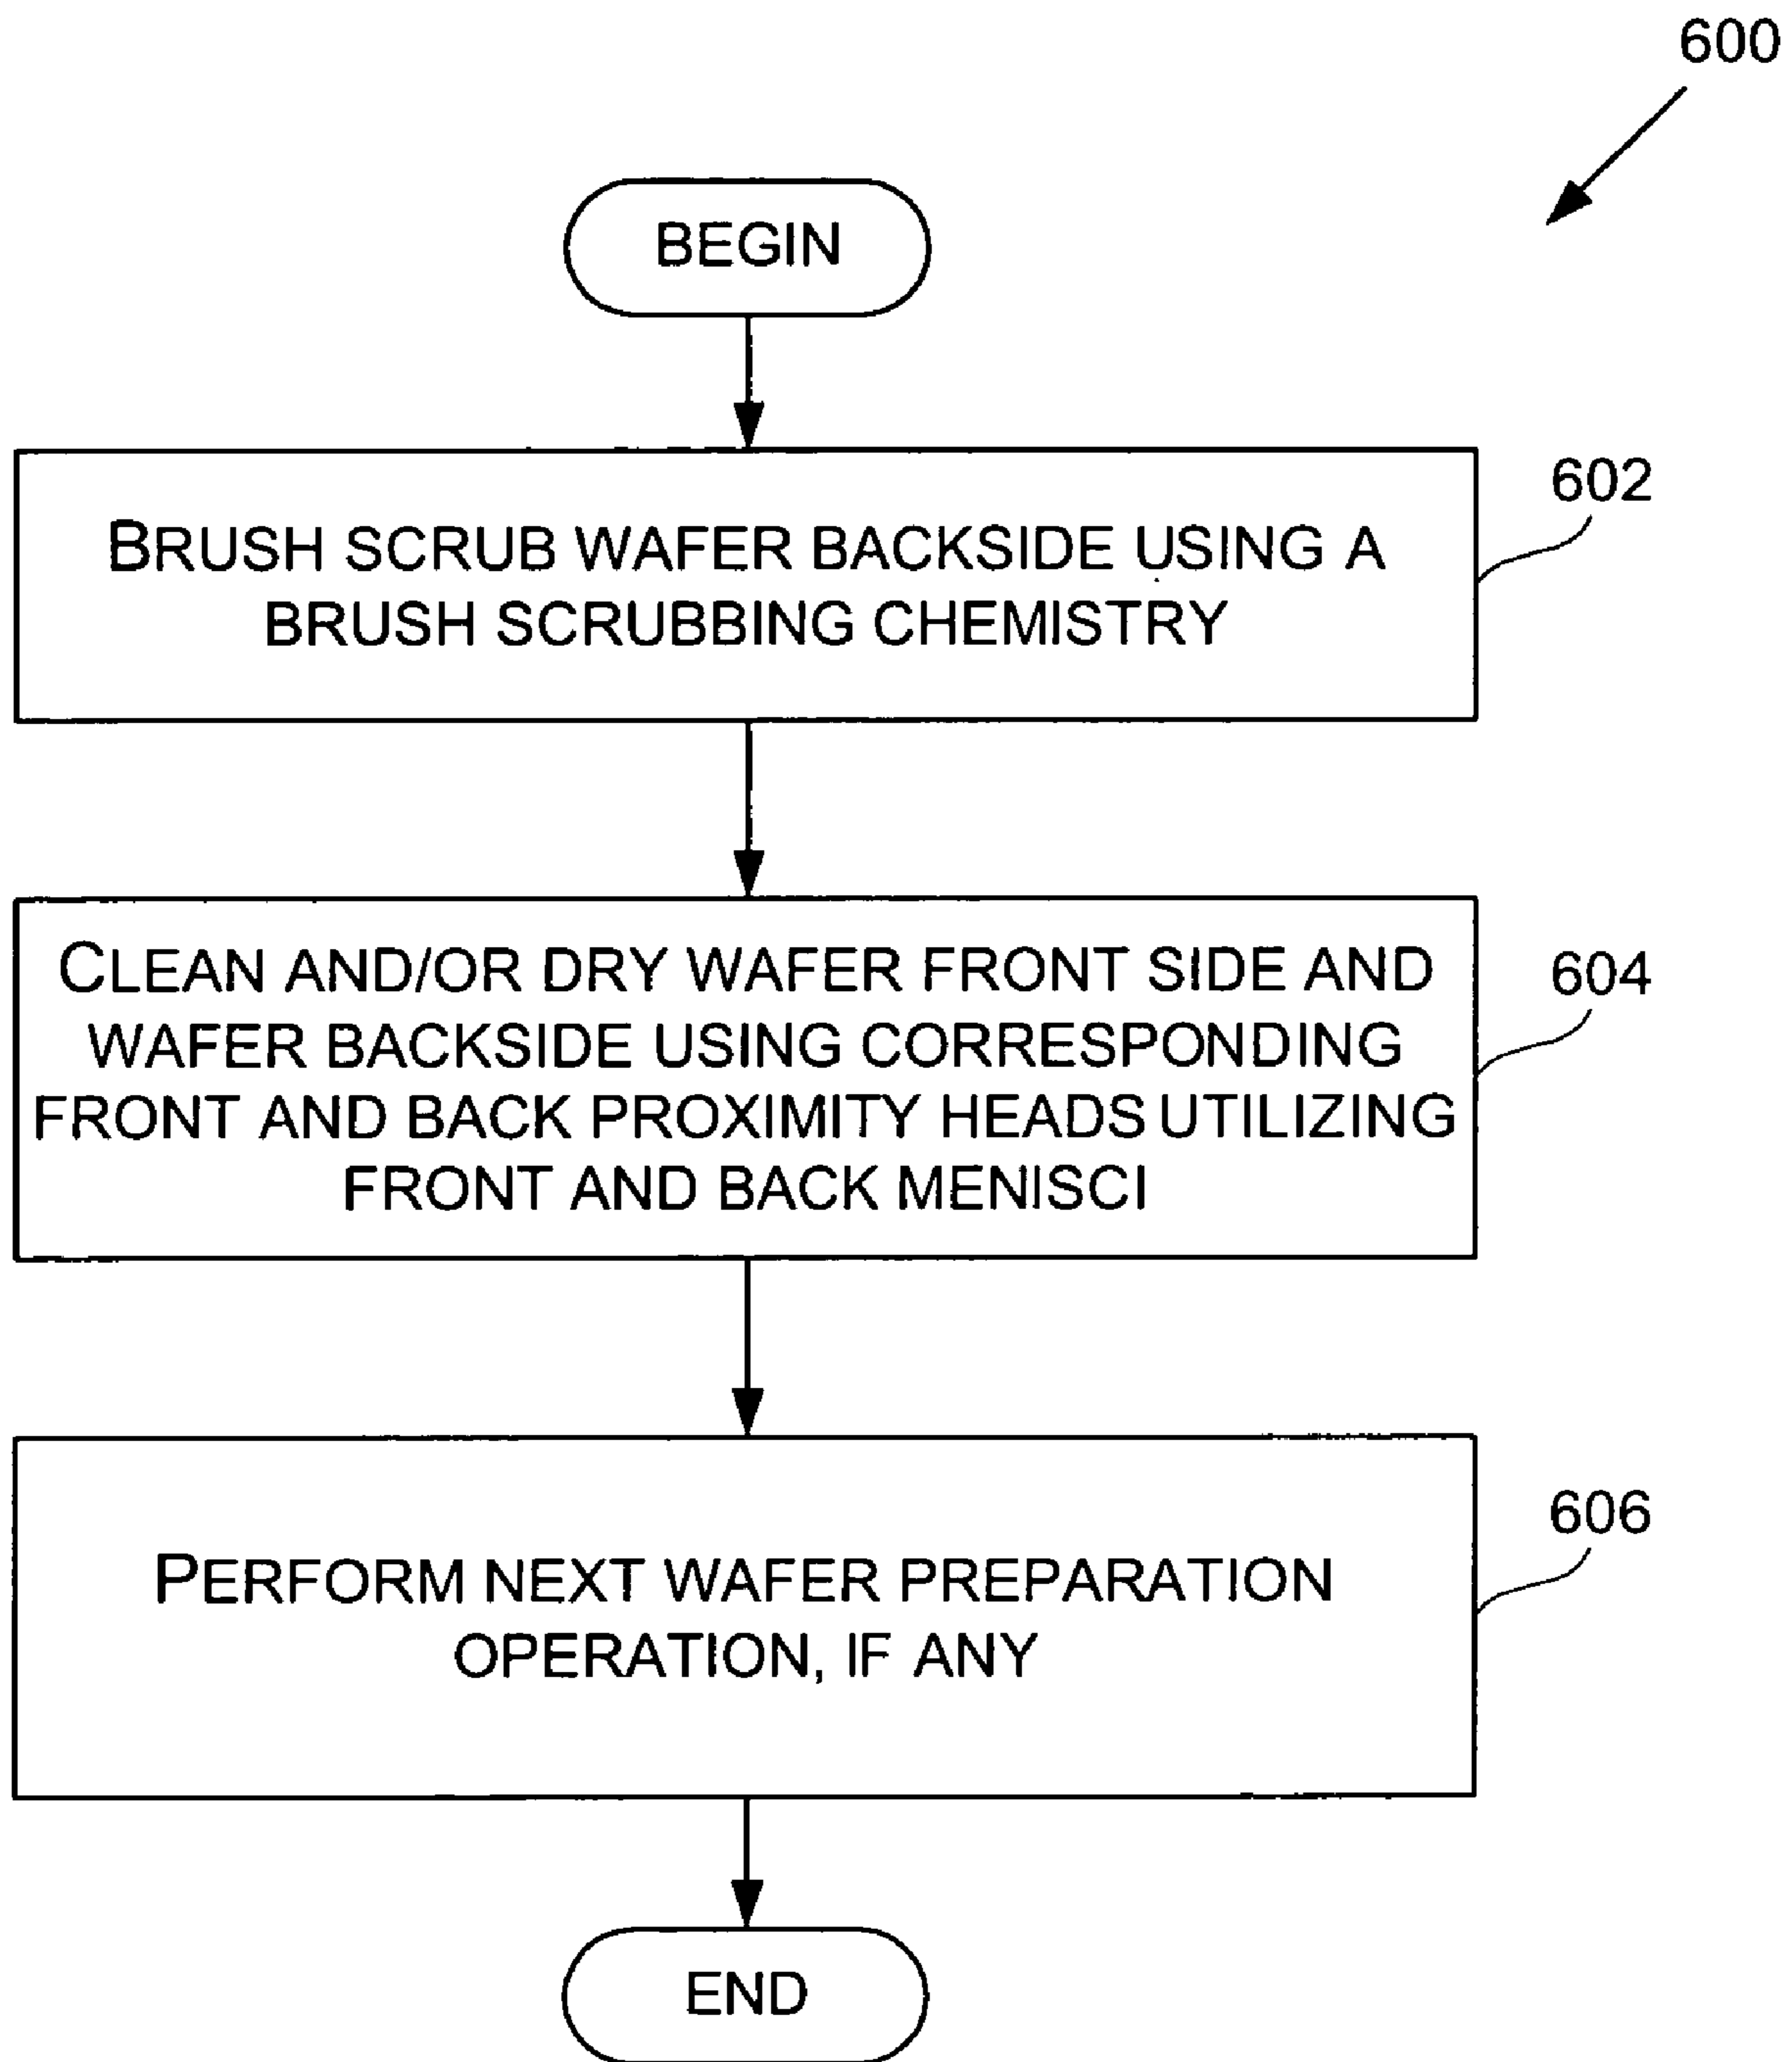 600
BEGIN
BRUSH SCRUB WAFER BACKSIDE USING A
BRUSH SCRUBBING CHEMISTRY
602
CLEAN AND/OR DRY WAFER FRONT SIDE AND
WAFER BACKSIDE USING CORRESPONDING
FRONT AND BACK PROXIMITY HEADS UTILIZING
FRONT AND BACK MENISCI
604
PERFORM NEXT WAFER PREPARATION
OPERATION, IF ANY
606
END